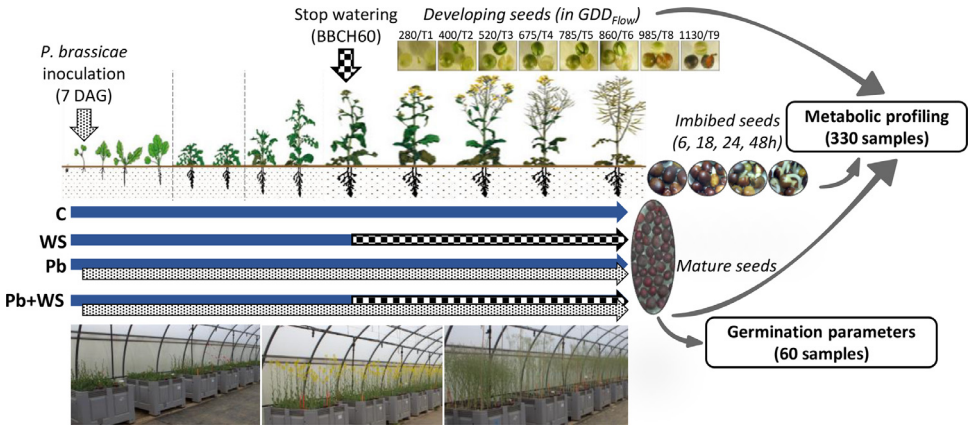 Stop watering
(BBCH60)
Developing seeds (in GDD_Flow)
280/T1 400/T2 520/T3 675/T4 785/T5 860/T6 985/T8 1130/T9
P. brassicae
inoculation
(7 DAG)
Imbibed seeds
(6, 18, 24, 48h)
Metabolic profiling
(330 samples)
C
WS
Pb
Pb+WS
Mature seeds
Germination parameters
(60 samples)